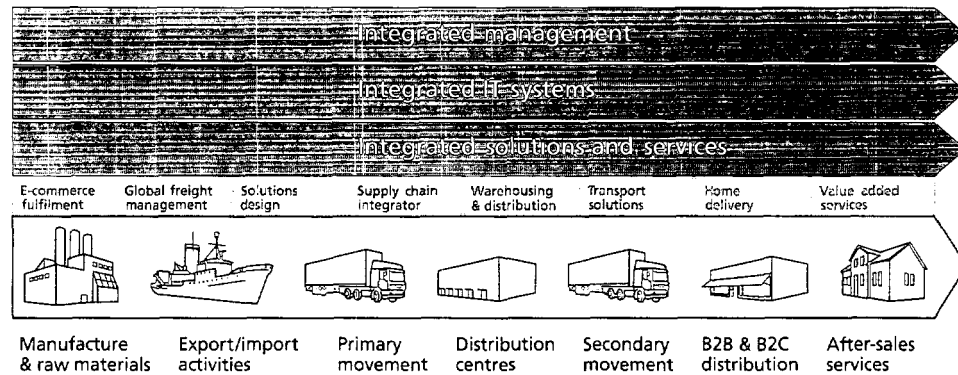 Integrated management
Integrated IT systems
Integrated solutions and services
E-commerce
fulfilment
Global freight
management
Solutions
design
Supply chain
integrator
Warehousing
& distribution
Transport
solutions
Home
delivery
Value added
services
Manufacture
& raw materials
Export/import
activities
Primary
movement
Distribution
centres
Secondary
movement
B2B & B2C
distribution
After-sales
services